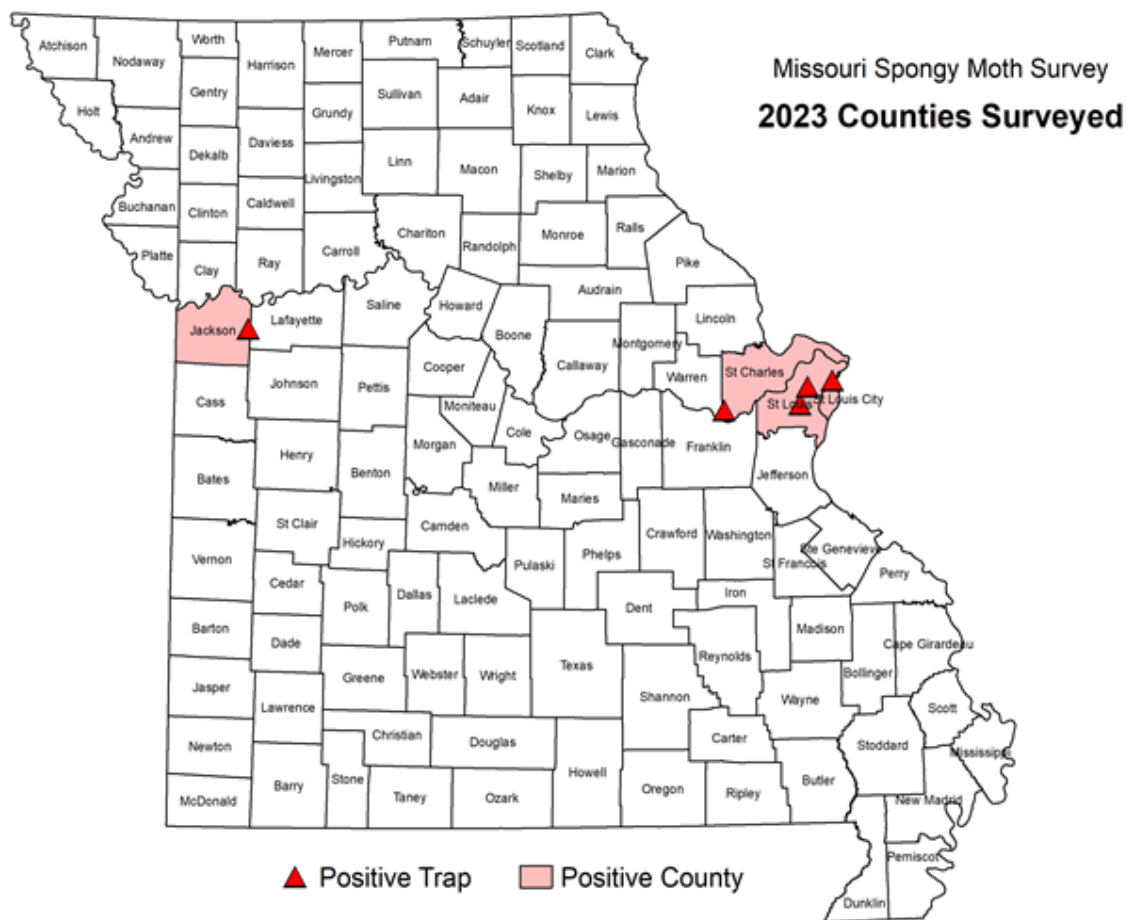 Missouri Spongy Moth Survey
2023 Counties Surveyed
Atchison
Nodaway
Worth
Harrison
Mercer
Putnam
Schuyler
Scotland
Clark
Holt
Gentry
Grundy
Sullivan
Adair
Knox
Lewis
Andrew
Dekalb
Daviess
Livingston
Linn
Macon
Shelby
Marion
Buchanan
Clinton
Caldwell
Chariton
Randolph
Monroe
Ralls
Platte
Clay
Ray
Carroll
Audrain
Pike
Jackson
Lafayette
Saline
Howard
Boone
Callaway
Montgomery
Lincoln
Cass
Johnson
Pettis
Cooper
Moniteau
Cole
Osage
Gasconade
Warren
St Charles
St Louis
St Louis City
Franklin
Jefferson
Bates
Henry
Benton
Morgan
Miller
Maries
Vernon
St Clair
Hickory
Camden
Pulaski
Phelps
Crawford
Washington
St Francois
Ste Genevieve
Perry
Barton
Cedar
Polk
Dallas
Laclede
Dent
Iron
Madison
Cape Girardeau
Bollinger
Jasper
Dade
Greene
Webster
Wright
Texas
Shannon
Reynolds
Wayne
Scott
Mississippi
Newton
Lawrence
Christian
Douglas
Howell
Carter
Butler
Stoddard
New Madrid
McDonald
Barry
Stone
Taney
Ozark
Oregon
Ripley
Pemiscot
Dunklin
Positive Trap
Positive County